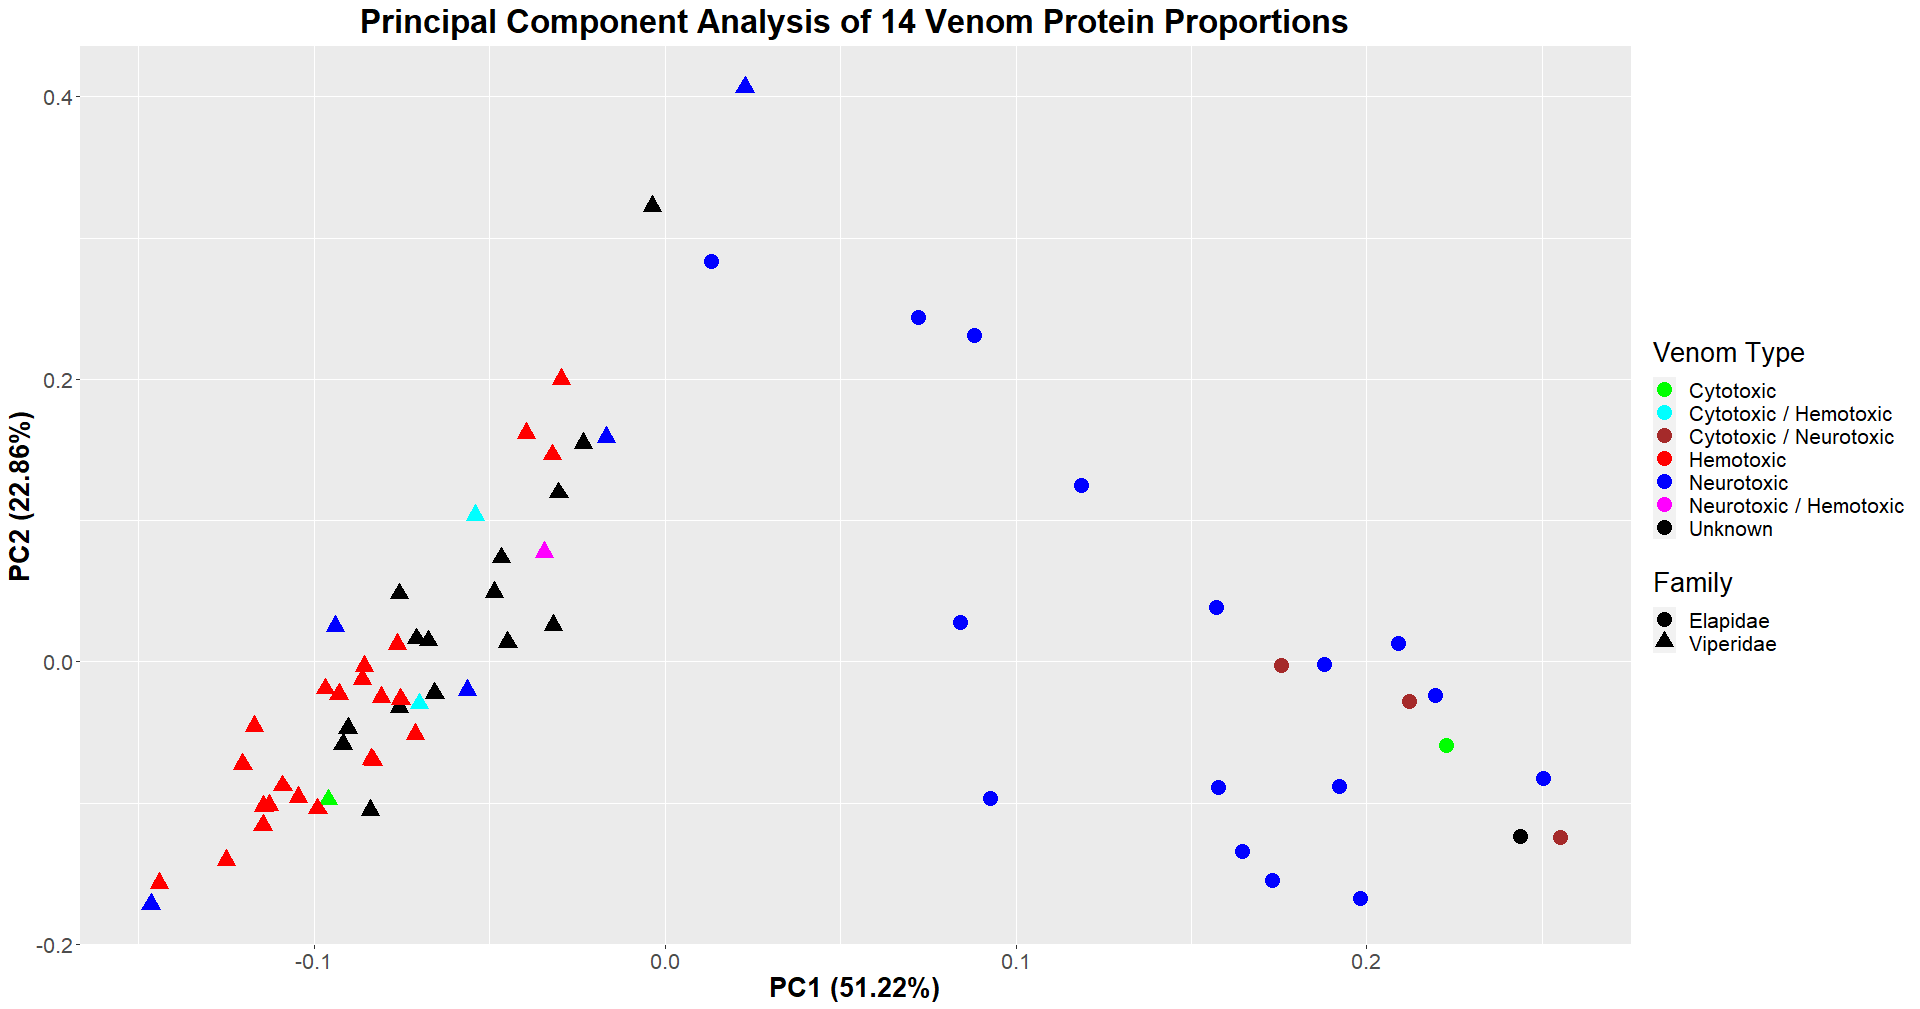 Principal Component Analysis of 14 Venom Protein Proportions
0.4
0.2
0.0
-0.2
PC2 (22.86%)
-0.1
0.0
0.1
0.2
PC1 (51.22%)
Venom Type
Cytotoxic
Cytotoxic / Hemotoxic
Cytotoxic / Neurotoxic
Hemotoxic
Neurotoxic
Neurotoxic / Hemotoxic
Unknown
Family
Elapidae
Viperidae